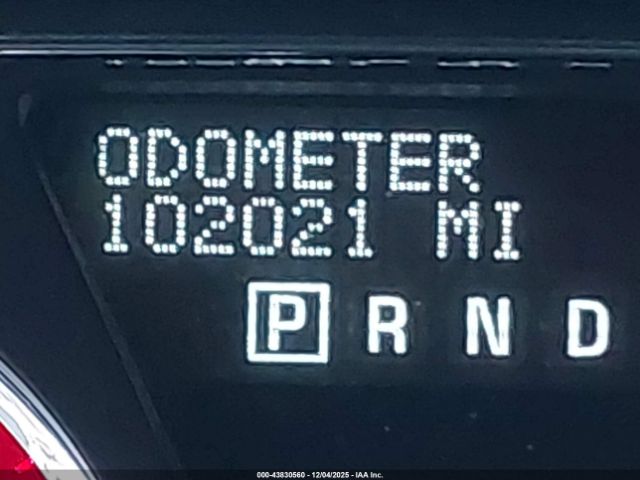 ODOMETER
102021 MI
P R N D
000-43830560 - 12/04/2025 - IAA Inc.